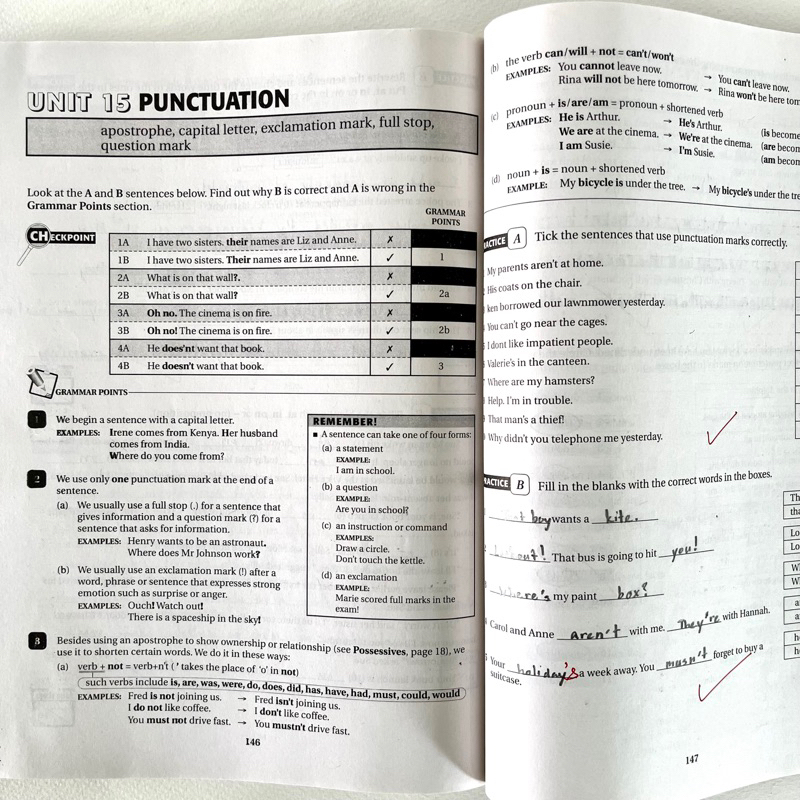 UNIT 15 PUNCTUATION
apostrophe, capital letter, exclamation mark, full stop,
question mark
Look at the A and B sentences below. Find out why B is correct and A is wrong in the
Grammar Points section.
GRAMMAR
POINTS
CHECKPOINT
1A I have two sisters. their names are Liz and Anne. ✗
1B I have two sisters. Their names are Liz and Anne. ✓ 1
2A What is on that wall?. ✗
2B What is on that wall? ✓ 2a
3A Oh no. The cinema is on fire. ✗
3B Oh no! The cinema is on fire. ✓ 2b
4A He does'nt want that book. ✗
4B He doesn't want that book. ✓ 3
GRAMMAR POINTS
1 We begin a sentence with a capital letter.
EXAMPLES: Irene comes from Kenya. Her husband
comes from India.
Where do you come from?
2 We use only one punctuation mark at the end of a
sentence.
(a) We usually use a full stop (.) for a sentence that
gives information and a question mark (?) for a
sentence that asks for information.
EXAMPLES: Henry wants to be an astronaut.
Where does Mr Johnson work?
(b) We usually use an exclamation mark (!) after a
word, phrase or sentence that expresses strong
emotion such as surprise or anger.
EXAMPLES: Ouch! Watch out!
There is a spaceship in the sky!
REMEMBER!
■ A sentence can take one of four forms:
(a) a statement
EXAMPLE:
I am in school.
(b) a question
EXAMPLE:
Are you in school?
(c) an instruction or command
EXAMPLES:
Draw a circle.
Don't touch the kettle.
(d) an exclamation
EXAMPLE:
Marie scored full marks in the
exam!
3 Besides using an apostrophe to show ownership or relationship (see Possessives, page 18), we
use it to shorten certain words. We do it in these ways:
(a) verb + not = verb+n't (' takes the place of 'o' in not)
such verbs include is, are, was, were, do, does, did, has, have, had, must, could, would
EXAMPLES: Fred is not joining us. → Fred isn't joining us.
I do not like coffee. → I don't like coffee.
You must not drive fast. → You mustn't drive fast.
146
(b) the verb can/will + not = can't/won't
EXAMPLES: You cannot leave now. → You can't leave now.
Rina will not be here tomorrow. → Rina won't be here
(c) pronoun + is/are/am = pronoun + shortened verb
EXAMPLES: He is Arthur. → He's Arthur. (is
We are at the cinema. → We're at the cinema. (are
I am Susie. → I'm Susie. (am
(d) noun + is = noun + shortened verb
EXAMPLE: My bicycle is under the tree. → My bicycle's under the
A Tick the sentences that use punctuation marks correctly.
My parents aren't at home.
His coats on the chair.
ken borrowed our lawnmower yesterday.
You can't go near the cages.
I dont like impatient people.
Valerie's in the canteen.
Where are my hamsters?
Help. I'm in trouble.
That man's a thief!
Why didn't you telephone me yesterday.
B Fill in the blanks with the correct words in the boxes.
boy wants a kite.
out! That bus is going to hit you!
my paint box?
Carol and Anne Aren't with me. They're with Hannah.
Your holiday's a week away. You musn't forget to buy a
suitcase.
147